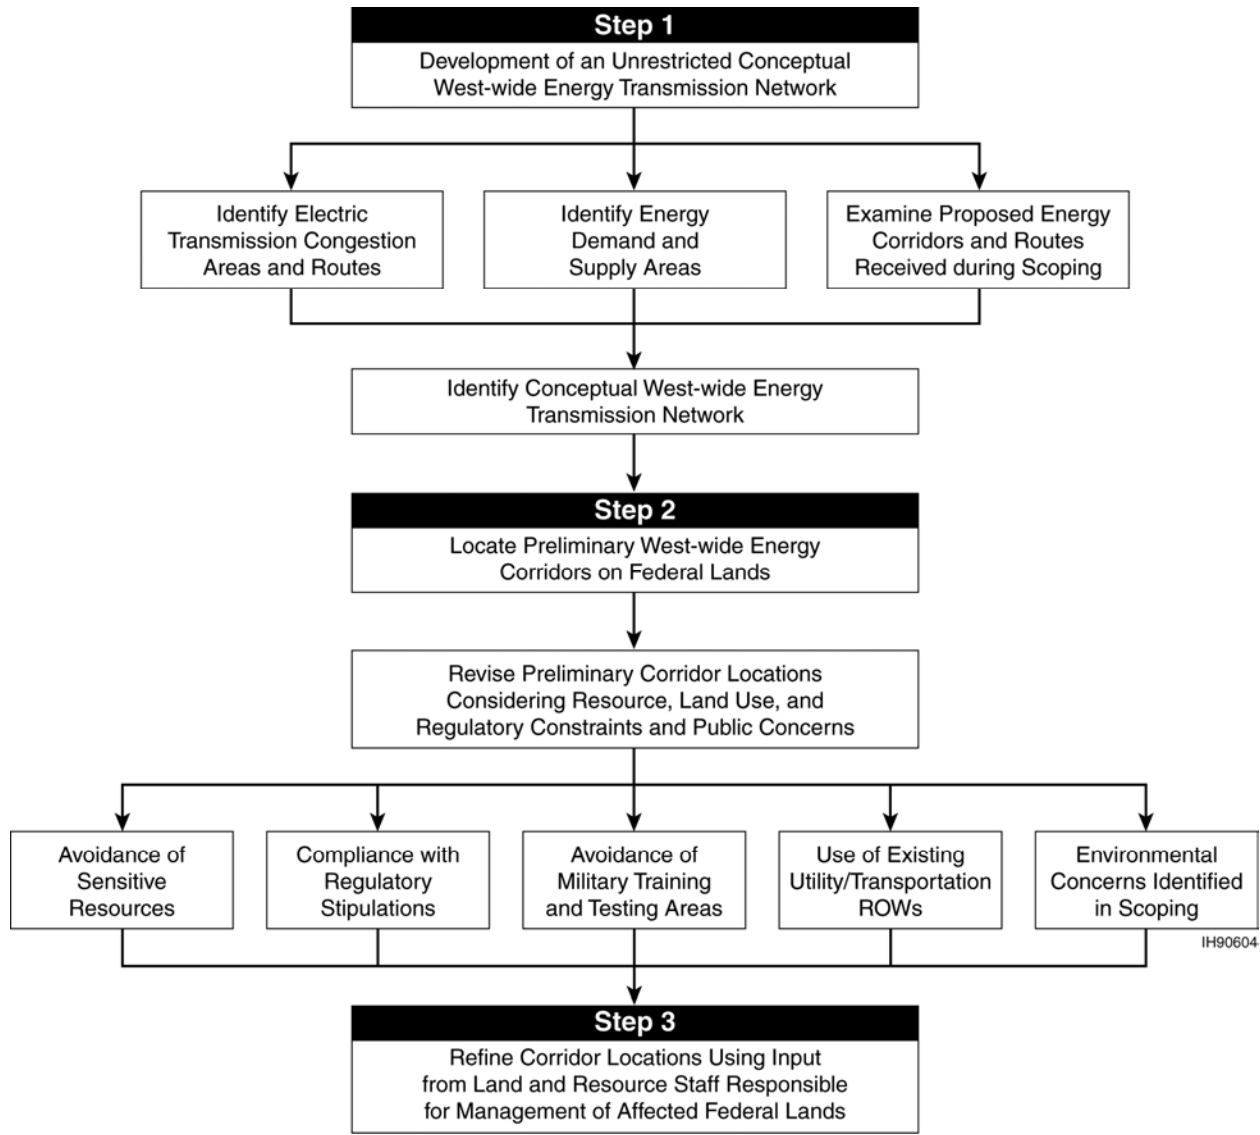 Step 1
Development of an Unrestricted Conceptual
West-wide Energy Transmission Network
Identify Electric
Transmission Congestion
Areas and Routes
Identify Energy
Demand and
Supply Areas
Examine Proposed Energy
Corridors and Routes
Received during Scoping
Identify Conceptual West-wide Energy
Transmission Network
Step 2
Locate Preliminary West-wide Energy
Corridors on Federal Lands
Revise Preliminary Corridor Locations
Considering Resource, Land Use, and
Regulatory Constraints and Public Concerns
Avoidance of
Sensitive
Resources
Compliance with
Regulatory
Stipulations
Avoidance of
Military Training
and Testing Areas
Use of Existing
Utility/Transportation
ROWs
Environmental
Concerns Identified
in Scoping
IH90604
Step 3
Refine Corridor Locations Using Input
from Land and Resource Staff Responsible
for Management of Affected Federal Lands